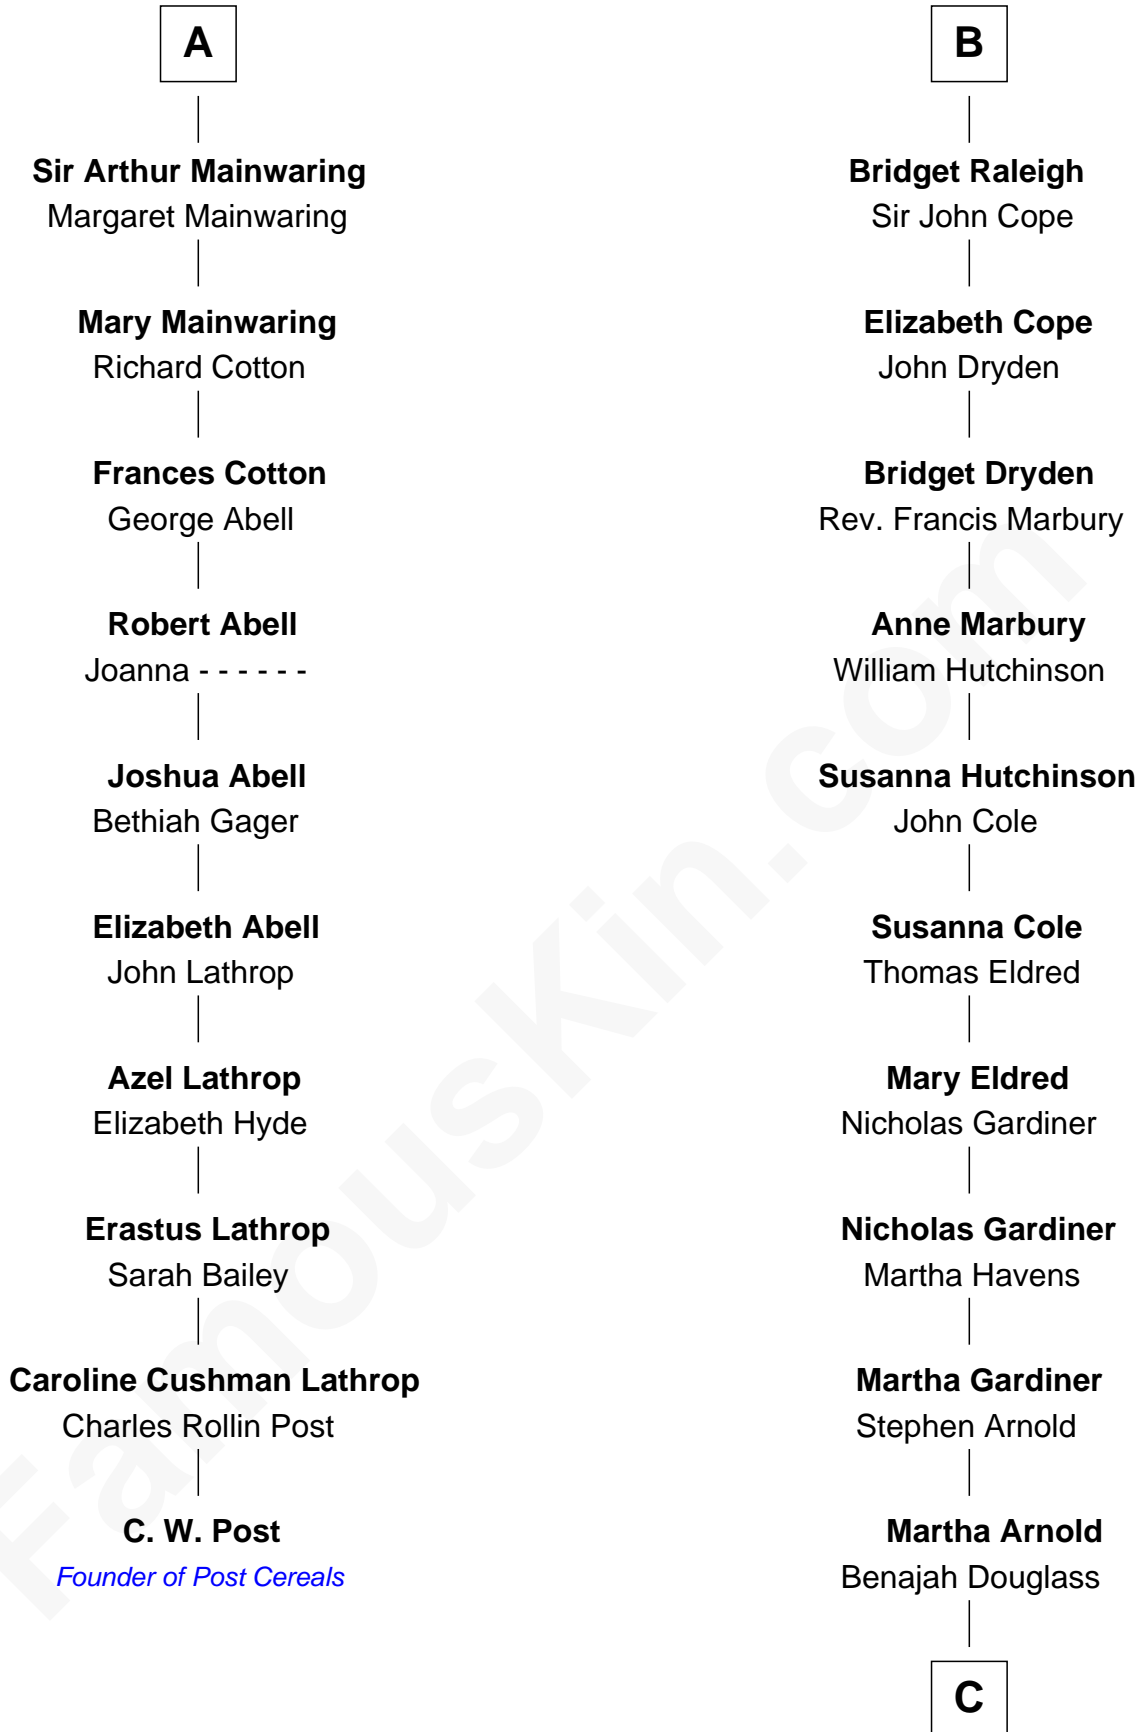 A
Sir Arthur Mainwaring
Margaret Mainwaring
Mary Mainwaring
Richard Cotton
Frances Cotton
George Abell
Robert Abell
Joanna - - - - - -
Joshua Abell
Bethiah Gager
Elizabeth Abell
John Lathrop
Azel Lathrop
Elizabeth Hyde
Erastus Lathrop
Sarah Bailey
Caroline Cushman Lathrop
Charles Rollin Post
C. W. Post
Founder of Post Cereals
B
Bridget Raleigh
Sir John Cope
Elizabeth Cope
John Dryden
Bridget Dryden
Rev. Francis Marbury
Anne Marbury
William Hutchinson
Susanna Hutchinson
John Cole
Susanna Cole
Thomas Eldred
Mary Eldred
Nicholas Gardiner
Nicholas Gardiner
Martha Havens
Martha Gardiner
Stephen Arnold
Martha Arnold
Benajah Douglass
C
FamousKin.com